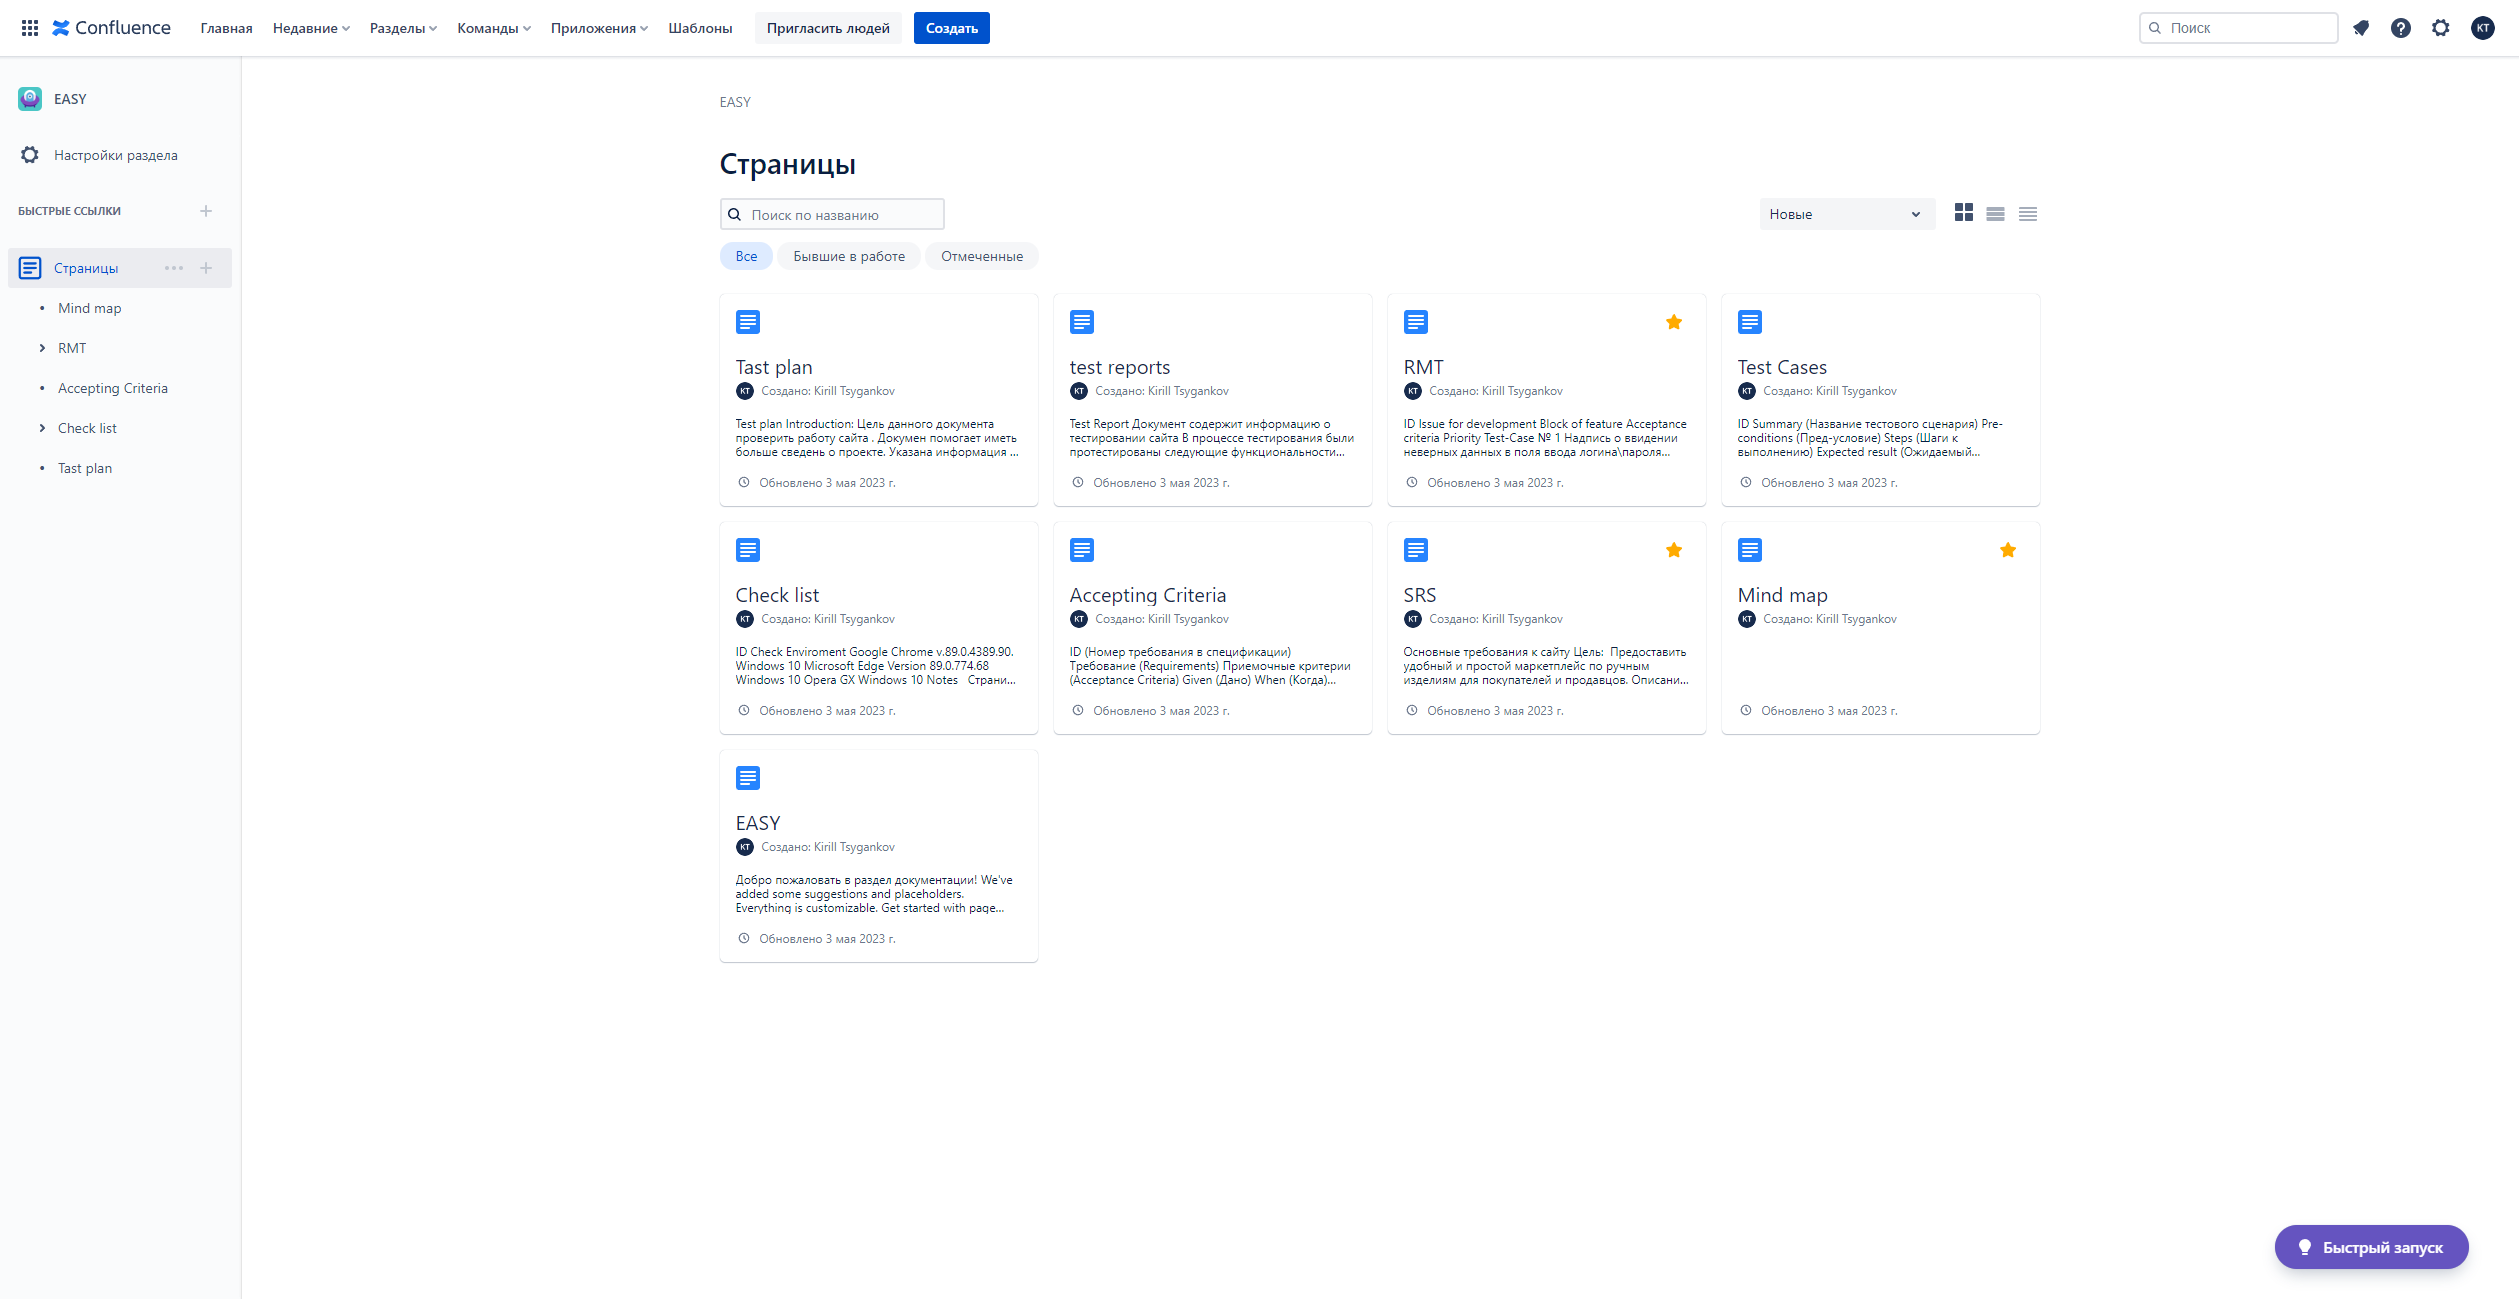 Confluence
Главная
Недавние
Разделы
Команды
Приложения
Шаблоны
Пригласить людей
Создать
Поиск
KT
EASY
Настройки раздела
БЫСТРЫЕ ССЫЛКИ
Страницы
Mind map
RMT
Accepting Criteria
Check list
Tast plan
EASY
Страницы
Поиск по названию
Новые
Все
Бывшие в работе
Отмеченные
Tast plan
KT Создано: Kirill Tsygankov
Test plan Introduction: Цель данного документа
проверить работу сайта . Докумен помогает иметь
больше сведень о проекте. Указана информация ...
Обновлено 3 мая 2023 г.
test reports
KT Создано: Kirill Tsygankov
Test Report Документ содержит информацию о
тестировании сайта В процессе тестирования были
протестированы следующие функциональности...
Обновлено 3 мая 2023 г.
RMT
KT Создано: Kirill Tsygankov
ID Issue for development Block of feature Acceptance
criteria Priority Test-Case № 1 Надпись о ввидении
неверных данных в поля ввода логина\пароля...
Обновлено 3 мая 2023 г.
Test Cases
KT Создано: Kirill Tsygankov
ID Summary (Название тестового сценария) Pre-
conditions (Пред-условие) Steps (Шаги к
выполнению) Expected result (Ожидаемый...
Обновлено 3 мая 2023 г.
Check list
KT Создано: Kirill Tsygankov
ID Check Enviroment Google Chrome v.89.0.4389.90.
Windows 10 Microsoft Edge Version 89.0.774.68
Windows 10 Opera GX Windows 10 Notes Страни...
Обновлено 3 мая 2023 г.
Accepting Criteria
KT Создано: Kirill Tsygankov
ID (Номер требования в спецификации)
Требование (Requirements) Приемочные критерии
(Acceptance Criteria) Given (Дано) When (Когда)...
Обновлено 3 мая 2023 г.
SRS
KT Создано: Kirill Tsygankov
Основные требования к сайту Цель: Предоставить
удобный и простой маркетплейс по ручным
изделиям для покупателей и продавцов. Описани...
Обновлено 3 мая 2023 г.
Mind map
KT Создано: Kirill Tsygankov
Обновлено 3 мая 2023 г.
EASY
KT Создано: Kirill Tsygankov
Добро пожаловать в раздел документации! We've
added some suggestions and placeholders.
Everything is customizable. Get started with page...
Обновлено 3 мая 2023 г.
Быстрый запуск